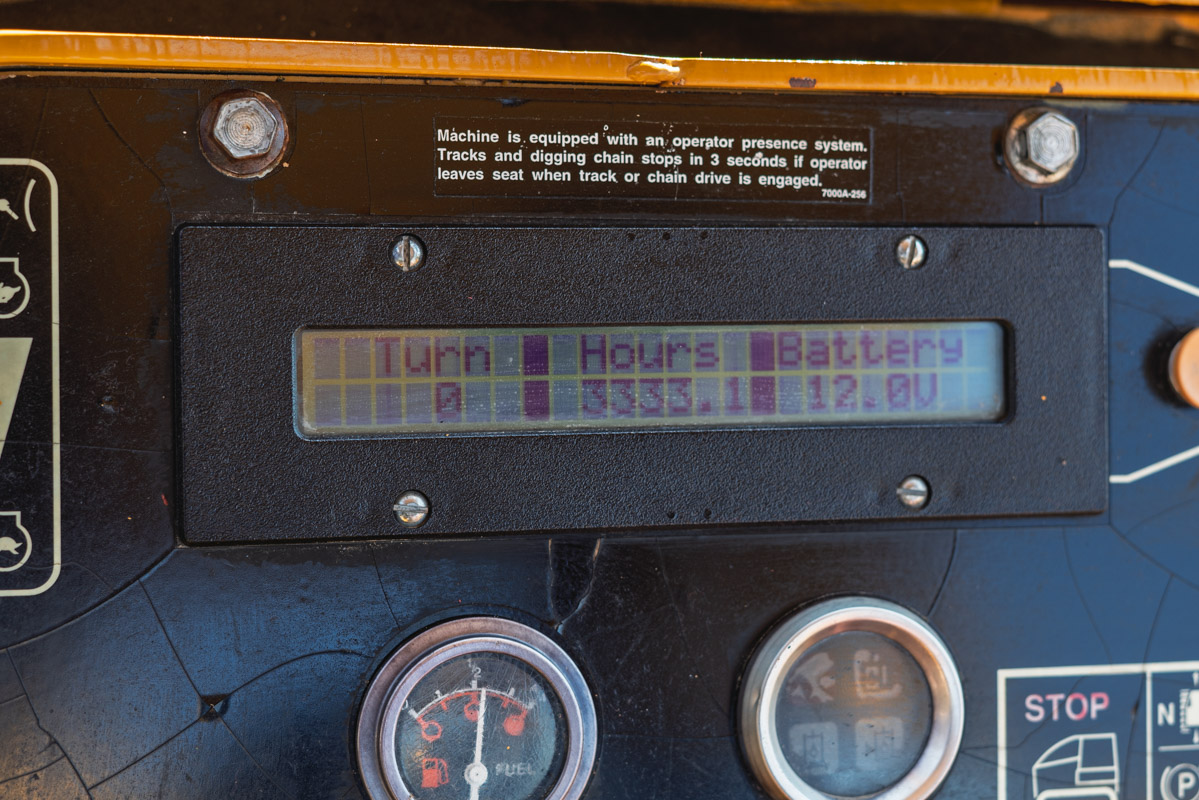 Machine is equipped with an operator presence system.
Tracks and digging chain stops in 3 seconds if operator
leaves seat when track or chain drive is engaged.
7000A-256
Turn Hours Battery
0 3333.1 12.0V
1/2
FUEL
STOP
N
P